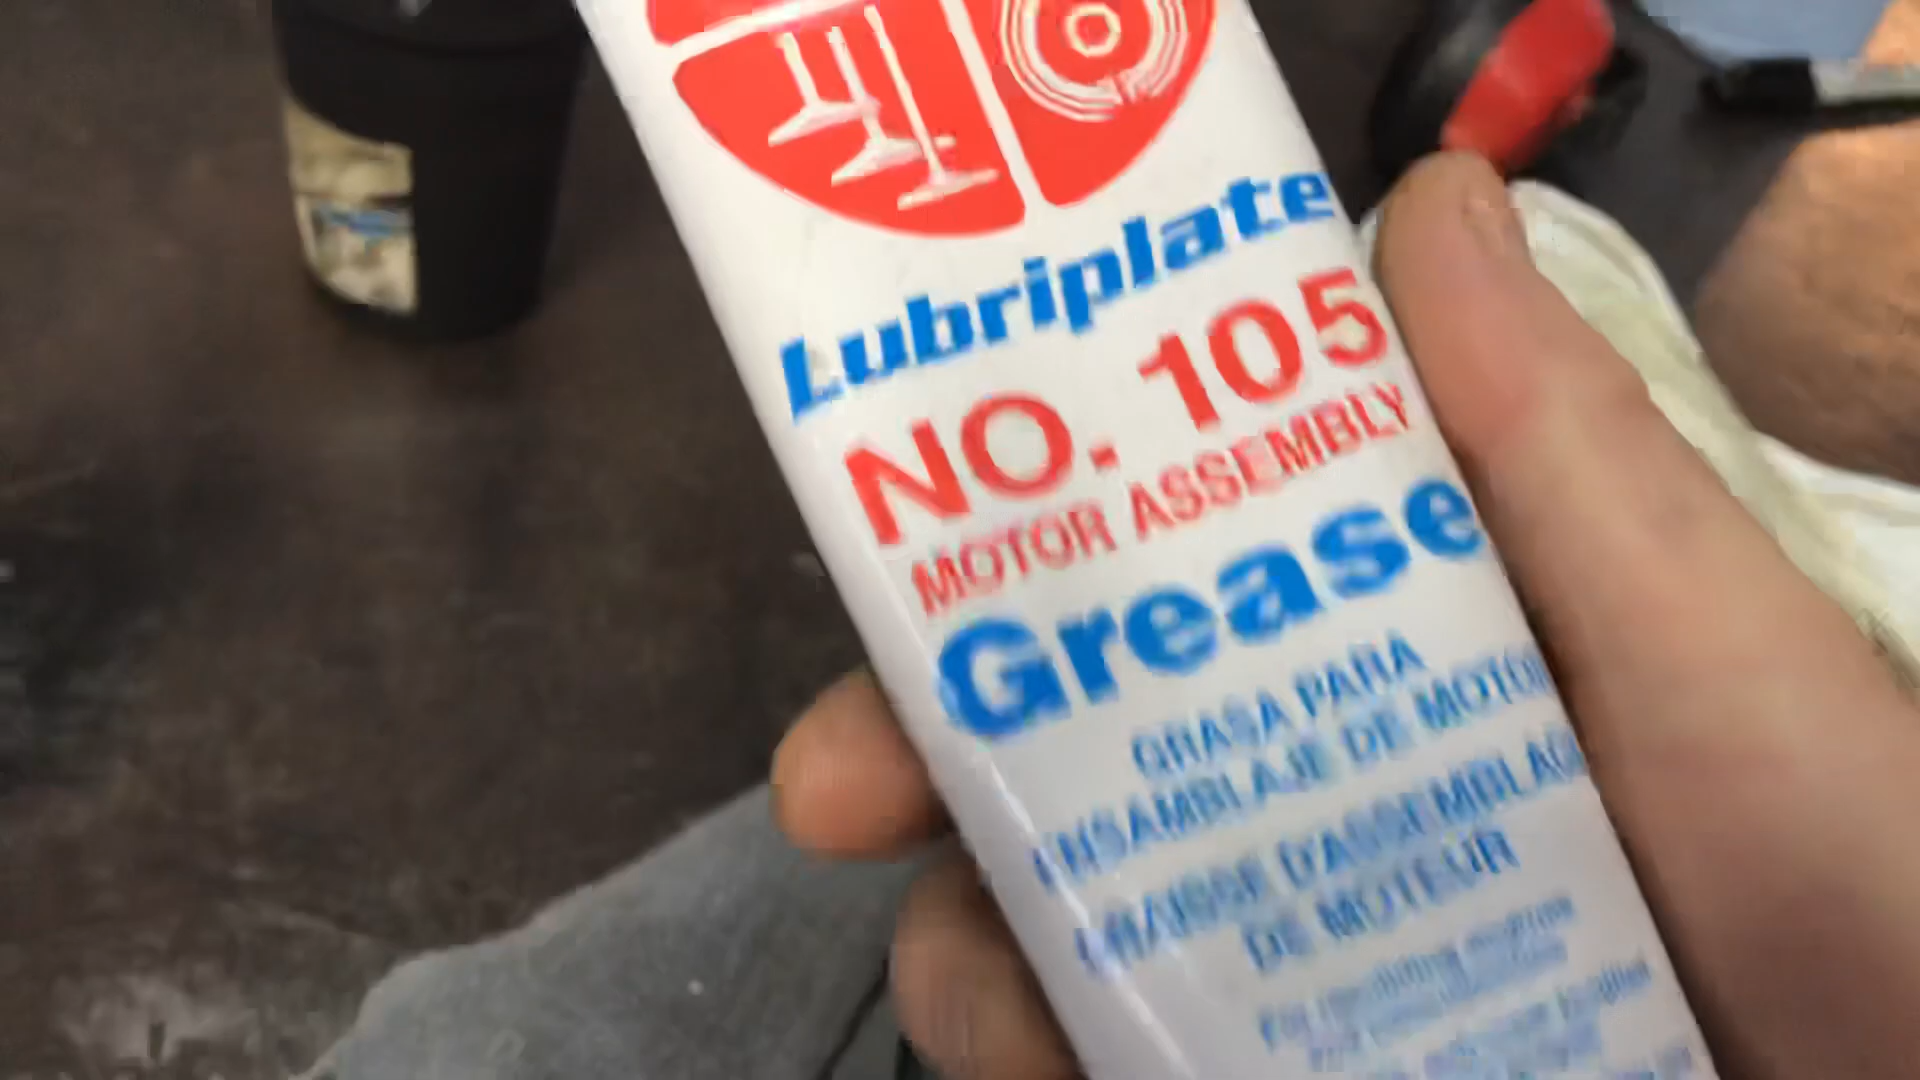 Lubriplate
NO. 105
MOTOR ASSEMBLY
Grease
GRASA PARA
ENSAMBLAJE DE MOTOR
GRAISSE D'ASSEMBLAGE
DE MOTEUR